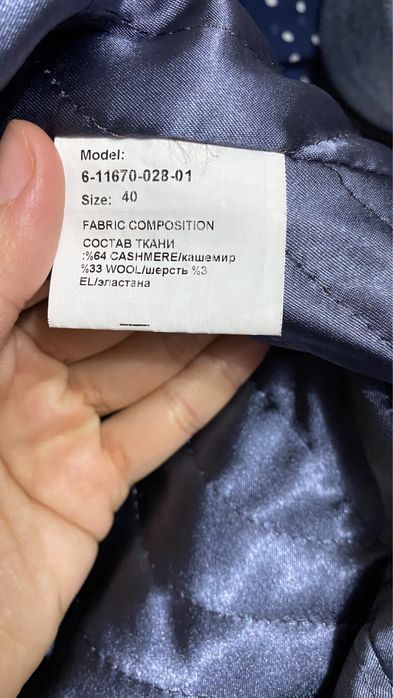 Model:
6-11670-028-01
Size: 40
FABRIC COMPOSITION
СОСТАВ ТКАНИ
:%64 CASHMERE/кашемир
%33 WOOL/шерсть %3
EL/эластана